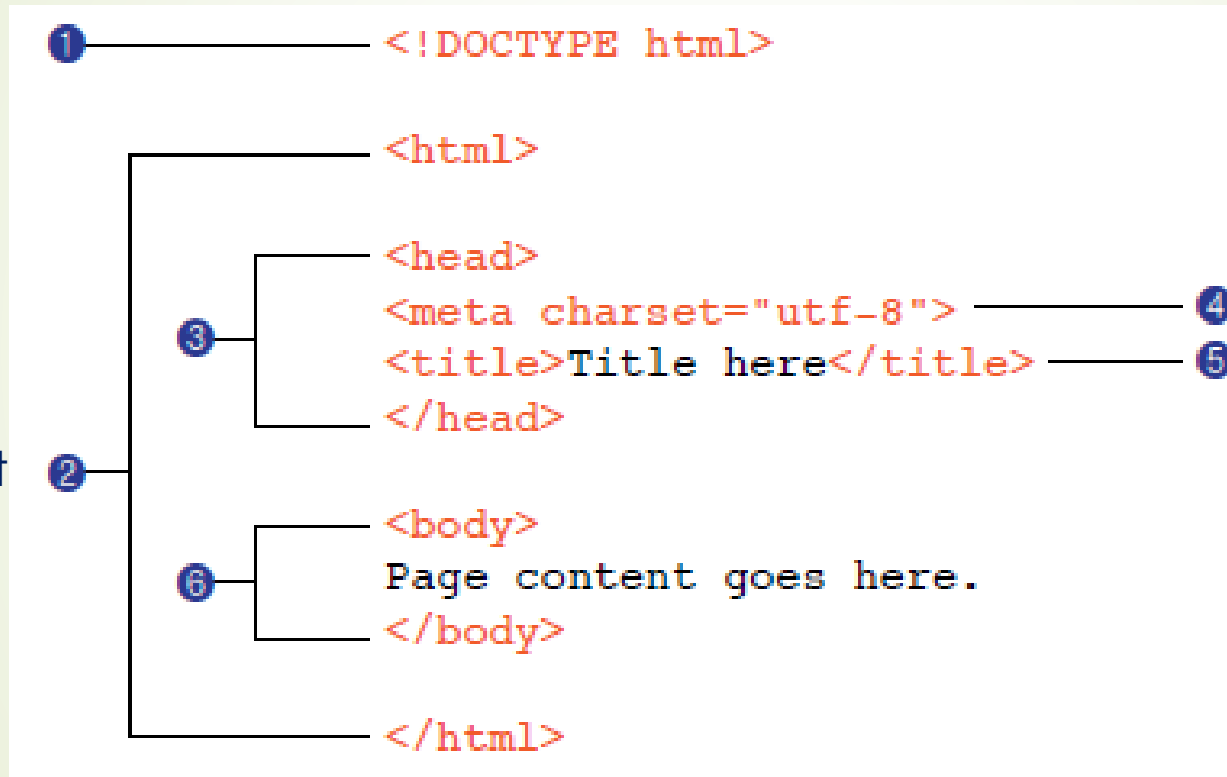 1 <!DOCTYPE html>
<html>
<head>
<meta charset="utf-8"> 4
3
<title>Title here</title> 5
</head>
2
<body>
Page content goes here.
6
</body>
</html>